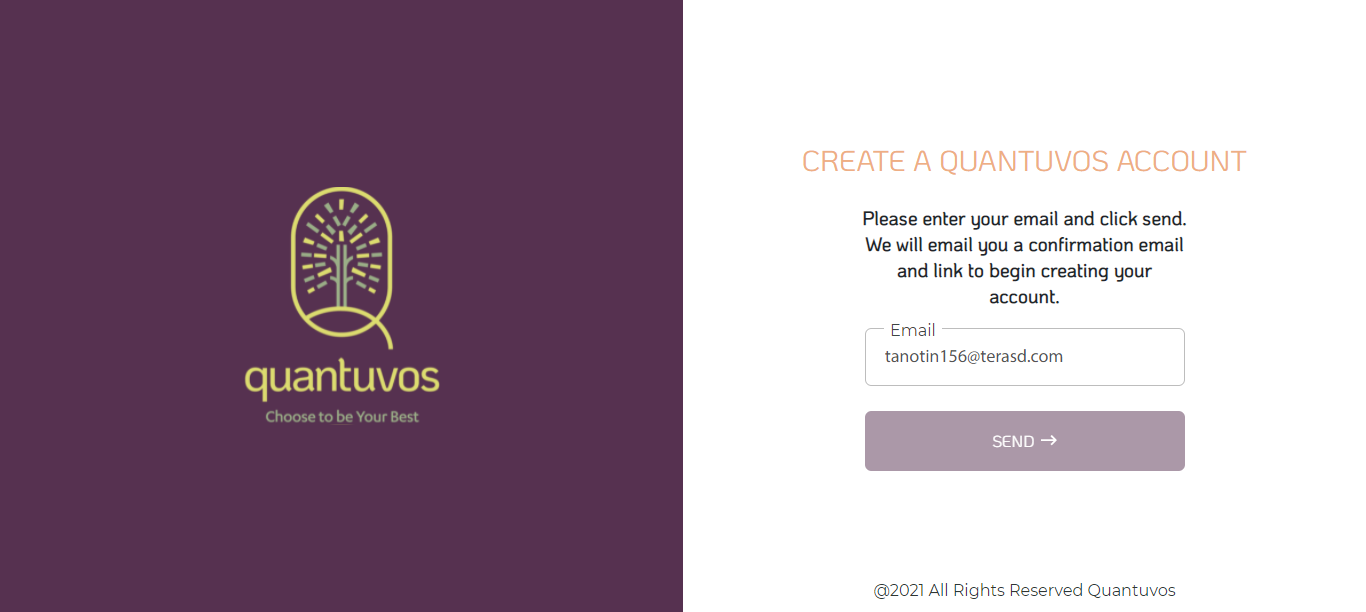 quantuvos
Choose to be Your Best
CREATE A QUANTUVOS ACCOUNT
Please enter your email and click send.
We will email you a confirmation email
and link to begin creating your
account.
Email
tanotin156@terasd.com
SEND →
@2021 All Rights Reserved Quantuvos